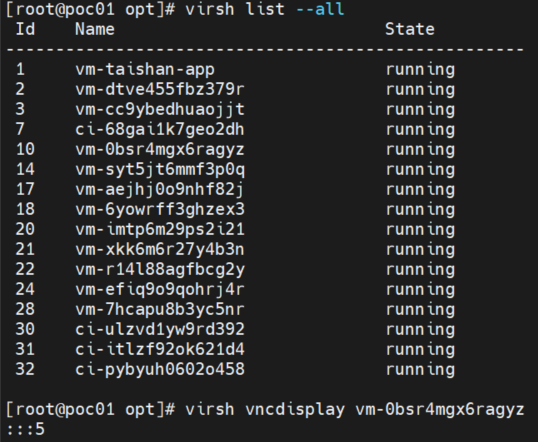 [root@poc01 opt]# virsh list --all
Id Name State
----------------------------------------------------
1 vm-taishan-app running
2 vm-dtve455fbz379r running
3 vm-cc9ybedhuaojjt running
7 ci-68gai1k7geo2dh running
10 vm-0bsr4mgx6ragyz running
14 vm-syt5jt6mmf3p0q running
17 vm-aejhj0o9nhf82j running
18 vm-6yowrff3ghzex3 running
20 vm-imtp6m29ps2i21 running
21 vm-xkk6m6r27y4b3n running
22 vm-r14l88agfbcg2y running
24 vm-efiq9o9qohrj4r running
28 vm-7hcapu8b3yc5nr running
30 ci-ulzvd1yw9rd392 running
31 ci-itlzf92ok621d4 running
32 ci-pybyuh0602o458 running
[root@poc01 opt]# virsh vncdisplay vm-0bsr4mgx6ragyz
:::5